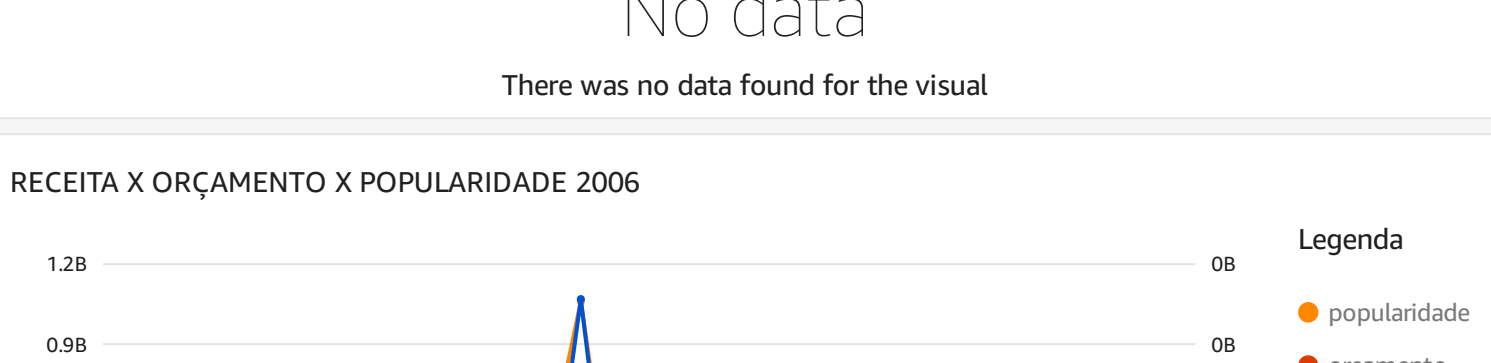 No data
There was no data found for the visual
RECEITA X ORÇAMENTO X POPULARIDADE 2006
Legenda
1.2B
0B
popularidade
0.9B
0B
orçamento